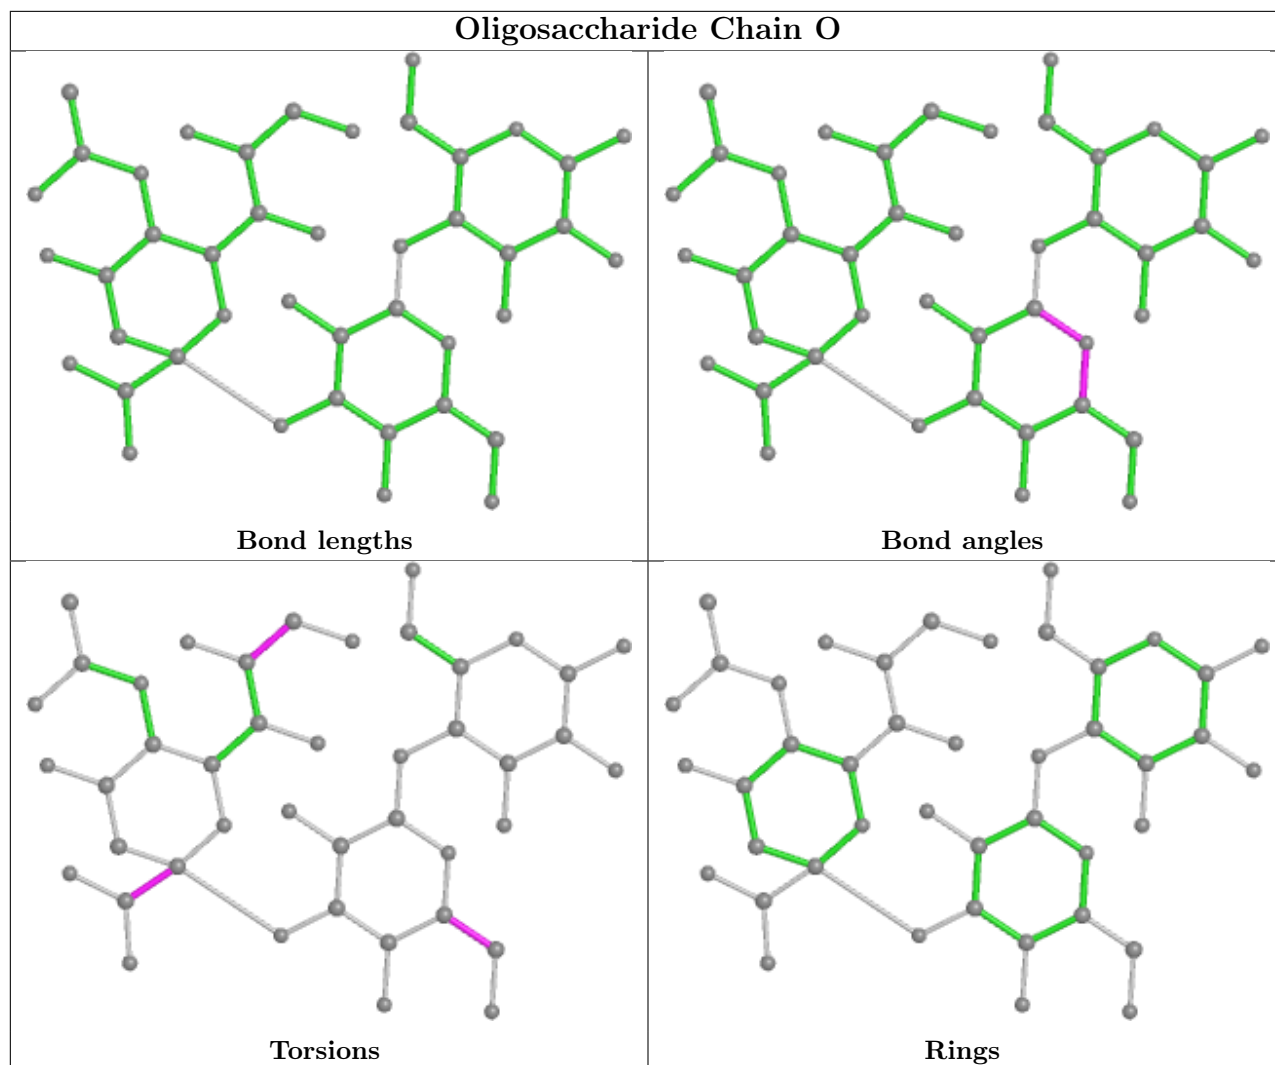 Oligosaccharide Chain O
Bond lengths
Bond angles
Torsions
Rings